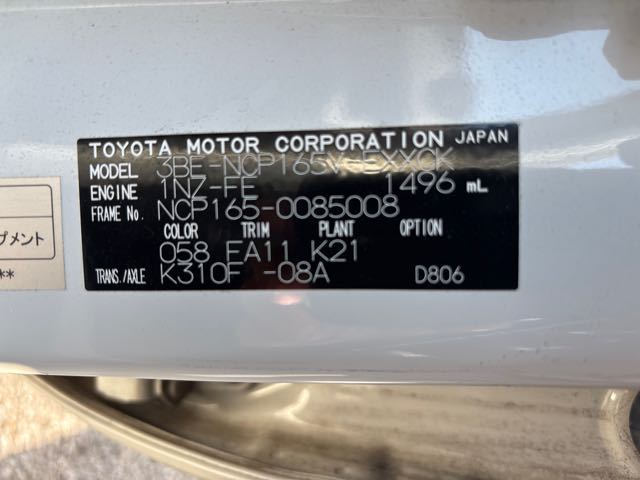 TOYOTA MOTOR CORPORATION JAPAN
MODEL 3BE-NCP165V-EXXCK
ENGINE 1NZ-FE 1496 mL
FRAME No. NCP165-0085008
COLOR TRIM PLANT OPTION
058 FA11 K21
TRANS./AXLE K310F -08A D806
プメント
**